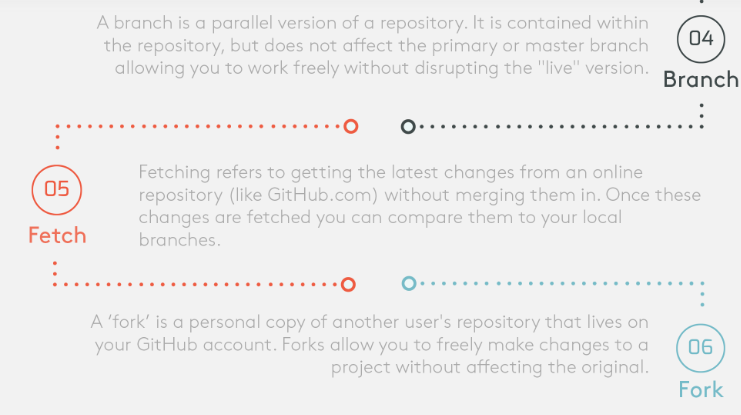 A branch is a parallel version of a repository. It is contained within
the repository, but does not affect the primary or master branch
allowing you to work freely without disrupting the "live" version.
04
Branch
05
Fetch
Fetching refers to getting the latest changes from an online
repository (like GitHub.com) without merging them in. Once these
changes are fetched you can compare them to your local
branches.
A ‘fork’ is a personal copy of another user's repository that lives on
your GitHub account. Forks allow you to freely make changes to a
project without affecting the original.
06
Fork